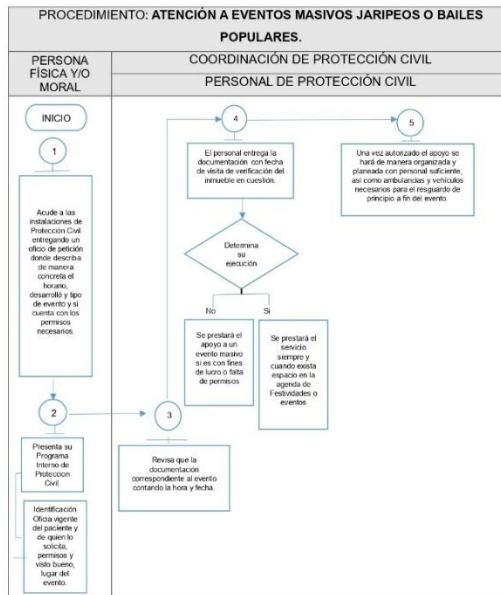 PROCEDIMIENTO: ATENCIÓN A EVENTOS MASIVOS JARIPEOS O BAILES
POPULARES.
PERSONA
FÍSICA Y/O
MORAL
COORDINACIÓN DE PROTECCIÓN CIVIL
PERSONAL DE PROTECCIÓN CIVIL
INICIO
1
Acude a las
instalaciones de
Protección Civil
entregando un
oficio de petición
donde describa de
manera concreta el
horario,
desarrolló y tipo
de evento y si
cuenta con los
permisos
necesarios.
2
Presenta su
Programa
Interno de
Proteccion
Civil.
Identificación
Oficia vigente
del paciente y
de quien lo
solicita,
permisos y
visto bueno,
lugar del
evento.
3
Revisa que la
documentación
correspondiente al evento
contando la hora y fecha.
4
El personal entrega la
documentación con fecha
de visita de verificación del
inmueble en cuestión.
Determina
su
ejecución
No
Si
Se prestará el
apoyo a un
evento masivo
si es con fines
de lucro o falta
de permisos
Se prestará el
servicio
siempre y
cuando exista
espacio en la
agenda de
Festividades o
eventos
5
Una vez autorizado el apoyo se
hará de manera organizada y
planeada con personal suficiente,
así como ambulancias y vehículos
necesarios para el resguardo de
principio a fin del evento.